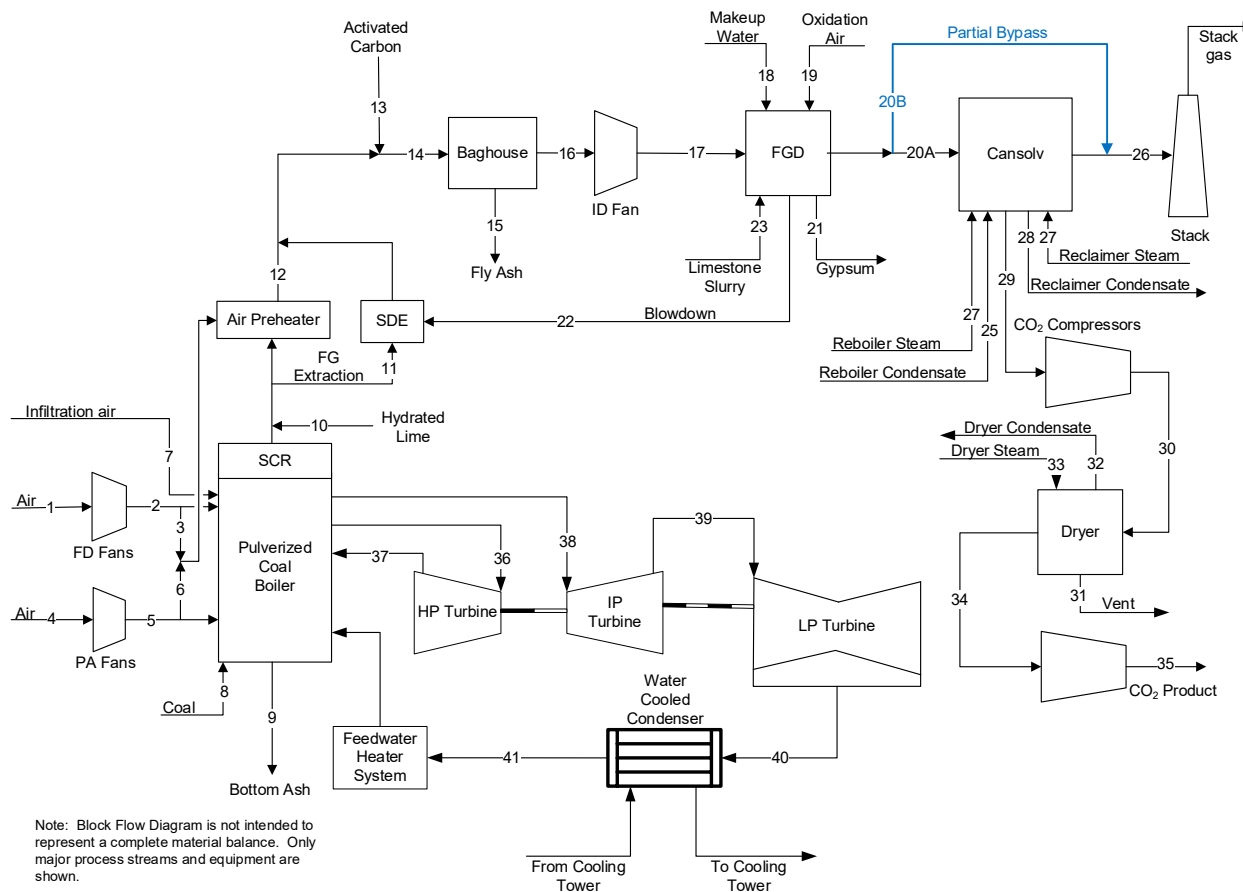 Activated
Carbon
Makeup
Water
Oxidation
Air
Partial Bypass
Stack
gas
13
18
19
20B
14
Baghouse
16
17
FGD
20A
Cansolv
26
ID Fan
15
23
21
Stack
Fly Ash
Limestone
Slurry
Gypsum
28
27
Reclaimer Steam
29
Reclaimer Condensate
12
Air Preheater
SDE
22
Blowdown
27
25
CO2 Compressors
FG
Extraction
11
Reboiler Steam
Reboiler Condensate
Infiltration air
10
Hydrated
Lime
Dryer Condensate
Dryer Steam
30
7
SCR
33
32
Air
1
2
3
FD Fans
Pulverized
Coal
Boiler
38
39
36
37
Dryer
6
HP Turbine
IP
Turbine
LP Turbine
34
31
Vent
Air
4
5
PA Fans
35
CO2 Product
Coal
8
9
Water
Cooled
Condenser
Feedwater
Heater
System
41
40
Bottom Ash
Note:  Block Flow Diagram is not intended to
represent a complete material balance.  Only
major process streams and equipment are
shown.
From Cooling
Tower
To Cooling
Tower